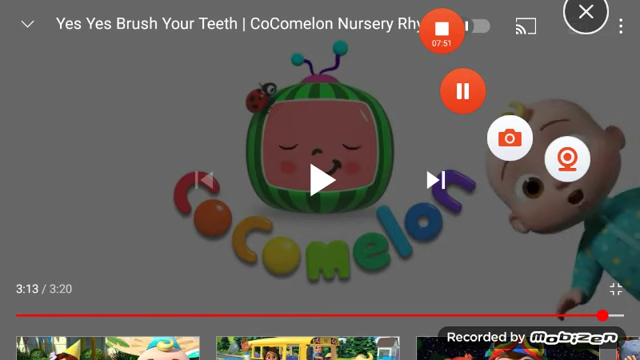 Yes Yes Brush Your Teeth | CoComelon Nursery Rhy
07:51
cocomelon
3:13 / 3:20
Recorded by mobizen